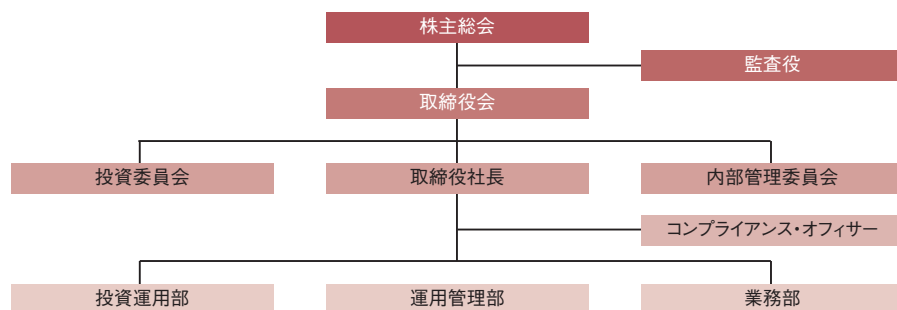 株主総会
監査役
取締役会
投資委員会
取締役社長
内部管理委員会
コンプライアンス・オフィサー
投資運用部
運用管理部
業務部